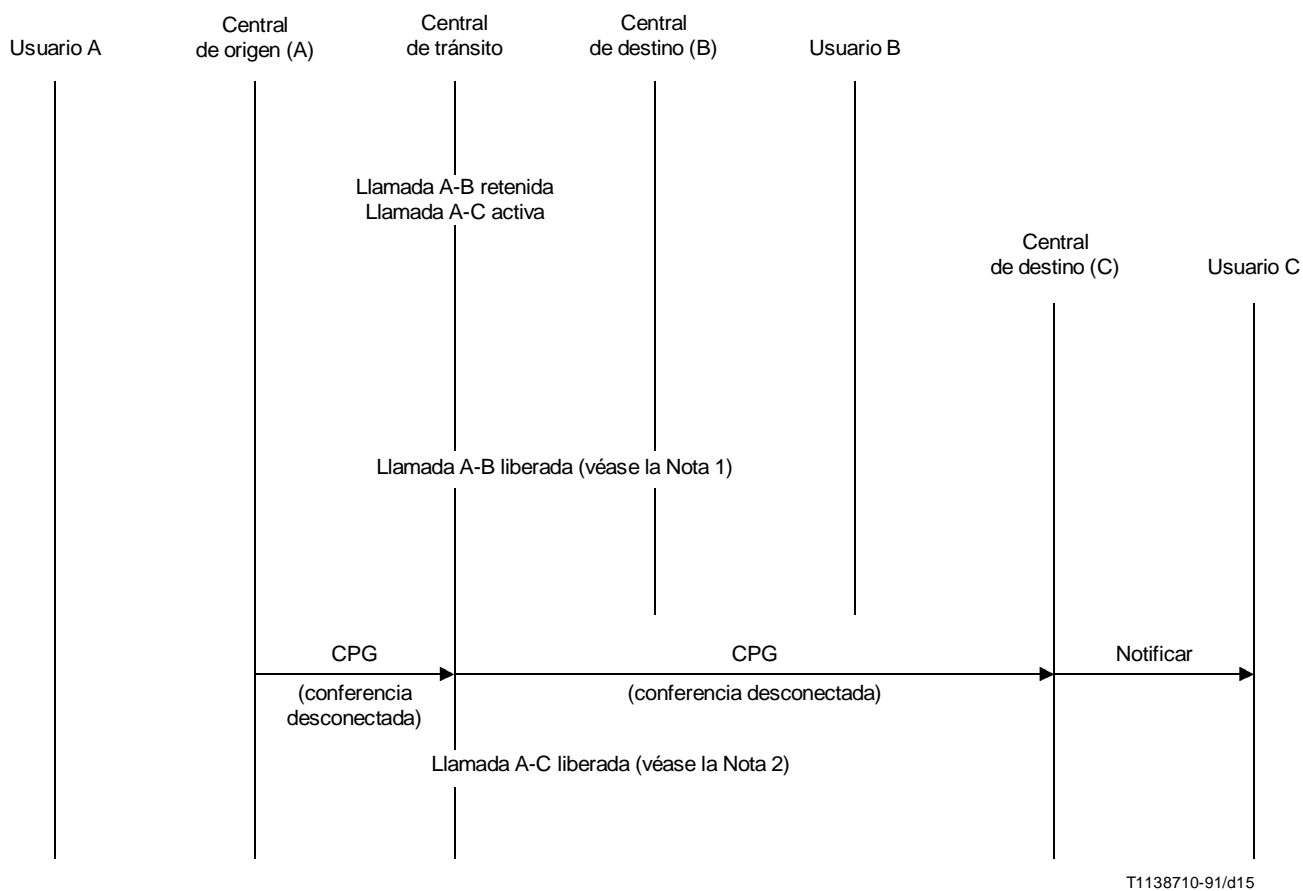 Usuario A
Central
de origen (A)
Central
de tránsito
Central
de destino (B)
Usuario B
Llamada A-B retenida
Llamada A-C activa
Central
de destino (C)
Usuario C
Llamada A-B liberada (véase la Nota 1)
CPG
CPG
Notificar
(conferencia
desconectada)
(conferencia desconectada)
Llamada A-C liberada (véase la Nota 2)
T1138710-91/d15